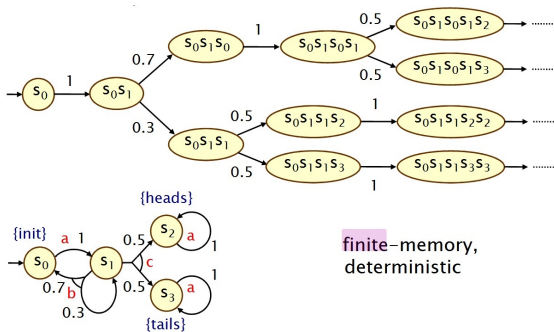 s0
1
s0s1
0.7
0.3
s0s1s0
1
s0s1s0s1
0.5
0.5
s0s1s0s1s2
s0s1s0s1s3
s0s1s1
0.5
0.5
s0s1s1s2
s0s1s1s3
1
1
s0s1s1s2s2
s0s1s1s3s3
{init}
s0
a
1
s1
0.7
b
0.3
{heads}
s2
a
1
0.5
c
0.5
s3
a
1
{tails}
finite-memory,
deterministic